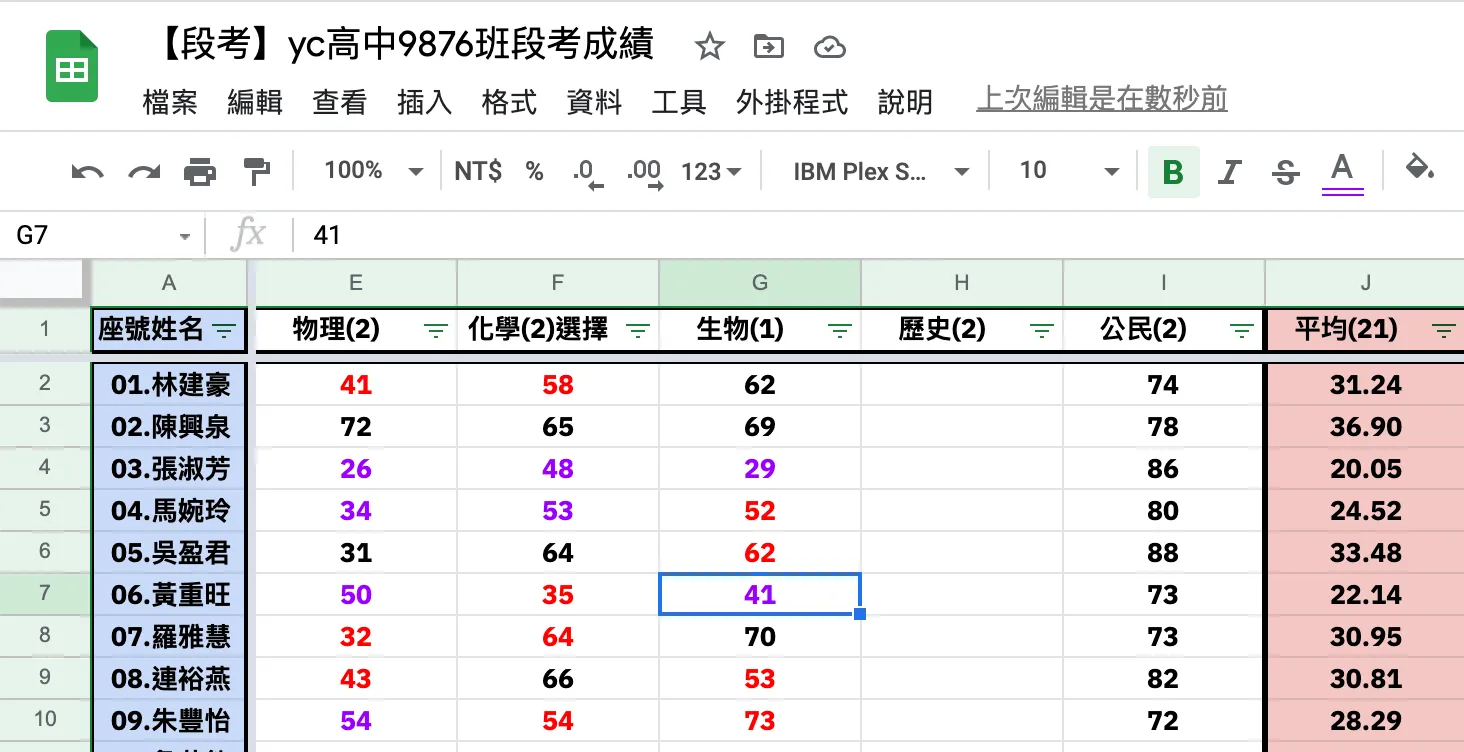 【段考】yc高中9876班段考成績
檔案 編輯 查看 插入 格式 資料 工具 外掛程式 說明 上次編輯是在數秒前
100% NT$ % .0 .00 123 IBM Plex S... 10 B I S A
G7 fx 41
A E F G H I J
1 座號姓名 物理(2) 化學(2)選擇 生物(1) 歷史(2) 公民(2) 平均(21)
2 01.林建豪 41 58 62 74 31.24
3 02.陳興泉 72 65 69 78 36.90
4 03.張淑芳 26 48 29 86 20.05
5 04.馬婉玲 34 53 52 80 24.52
6 05.吳盈君 31 64 62 88 33.48
7 06.黃重旺 50 35 41 73 22.14
8 07.羅雅慧 32 64 70 73 30.95
9 08.連裕燕 43 66 53 82 30.81
10 09.朱豐怡 54 54 73 72 28.29